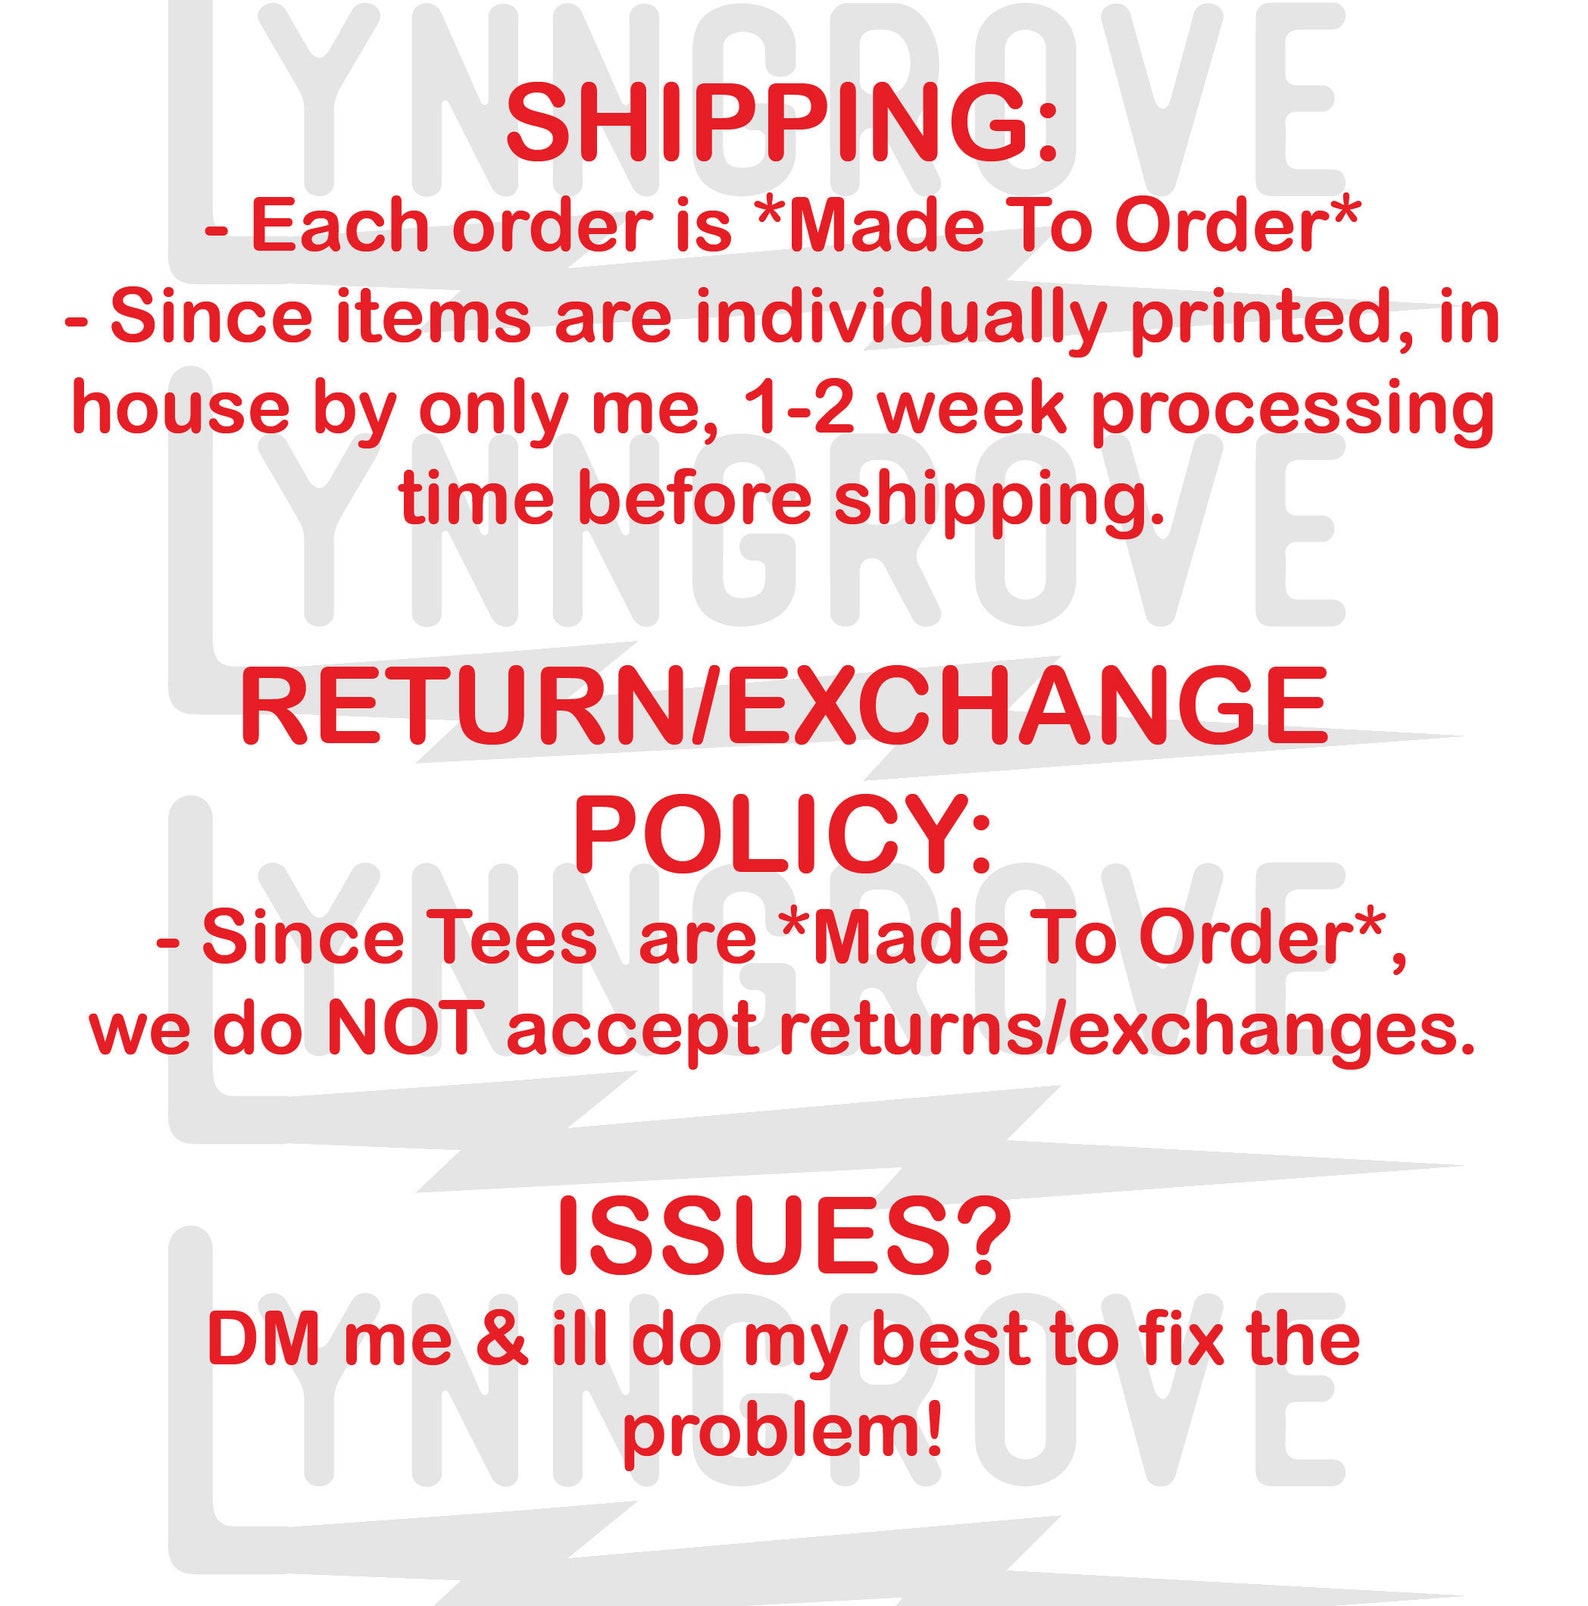 SHIPPING:
- Each order is *Made To Order*
- Since items are individually printed, in
house by only me, 1-2 week processing
time before shipping.
RETURN/EXCHANGE
POLICY:
- Since Tees are *Made To Order*,
we do NOT accept returns/exchanges.
ISSUES?
DM me & ill do my best to fix the
problem!
LYNNGROVE
LYNNGROVE
LYNNGROVE
LYNNGROVE